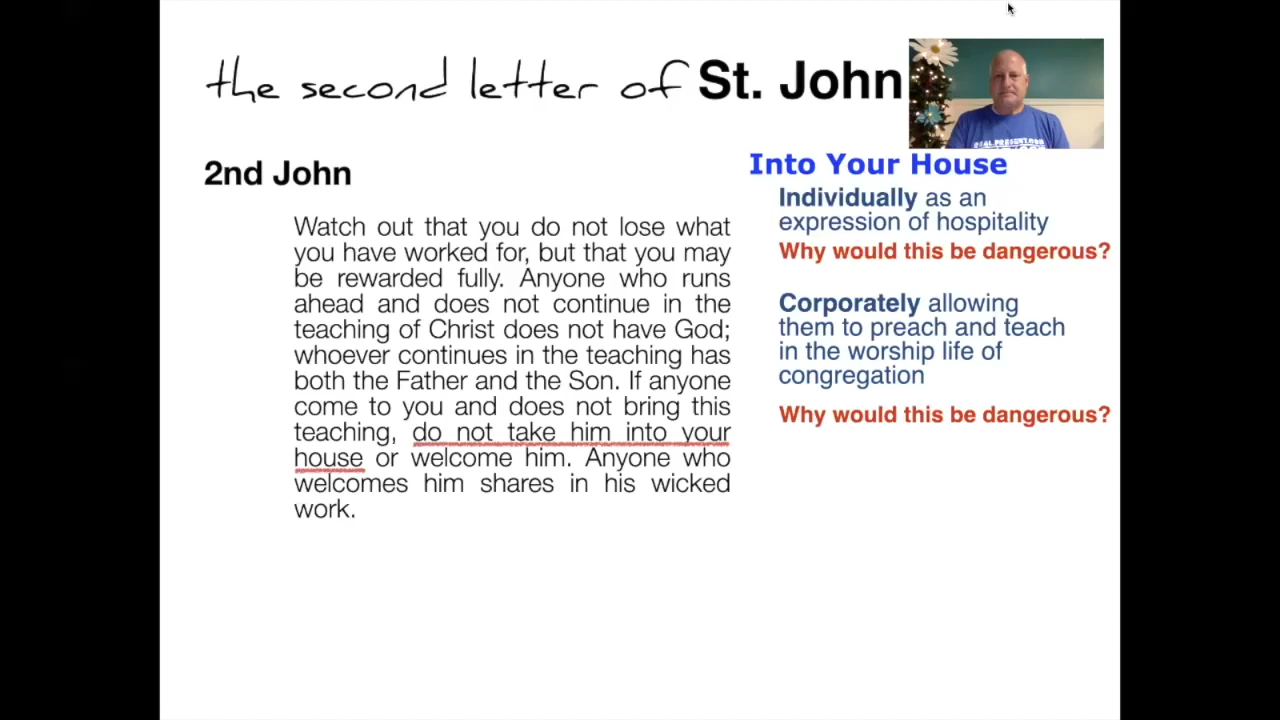 the second letter of St. John
2nd John
Watch out that you do not lose what
you have worked for, but that you may
be rewarded fully. Anyone who runs
ahead and does not continue in the
teaching of Christ does not have God;
whoever continues in the teaching has
both the Father and the Son. If anyone
come to you and does not bring this
teaching, do not take him into your
house or welcome him. Anyone who
welcomes him shares in his wicked
work.
Into Your House
Individually as an
expression of hospitality
Why would this be dangerous?
Corporately allowing
them to preach and teach
in the worship life of
congregation
Why would this be dangerous?